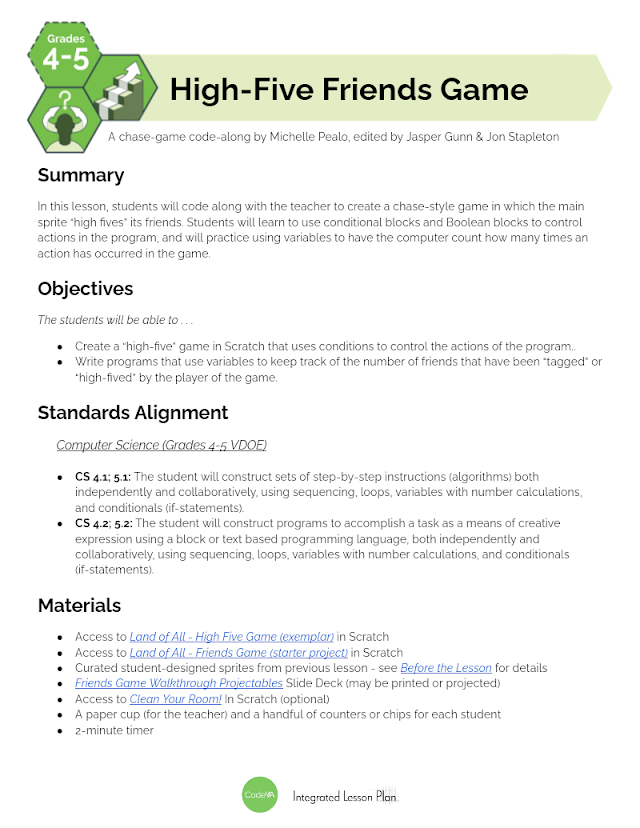 Grades
4-5
?
High-Five Friends Game
A chase-game code-along by Michelle Pealo, edited by Jasper Gunn & Jon Stapleton
Summary
In this lesson, students will code along with the teacher to create a chase-style game in which the main
sprite “high fives” its friends. Students will learn to use conditional blocks and Boolean blocks to control
actions in the program, and will practice using variables to have the computer count how many times an
action has occurred in the game.
Objectives
The students will be able to . . .
● Create a “high-five” game in Scratch that uses conditions to control the actions of the program..
● Write programs that use variables to keep track of the number of friends that have been “tagged” or
“high-fived” by the player of the game.
Standards Alignment
Computer Science (Grades 4-5 VDOE)
● CS 4.1; 5.1: The student will construct sets of step-by-step instructions (algorithms) both
independently and collaboratively, using sequencing, loops, variables with number calculations,
and conditionals (if-statements).
● CS 4.2; 5.2: The student will construct programs to accomplish a task as a means of creative
expression using a block or text based programming language, both independently and
collaboratively, using sequencing, loops, variables with number calculations, and conditionals
(if-statements).
Materials
● Access to Land of All - High Five Game (exemplar) in Scratch
● Access to Land of All - Friends Game (starter project) in Scratch
● Curated student-designed sprites from previous lesson - see Before the Lesson for details
● Friends Game Walkthrough Projectables Slide Deck (may be printed or projected)
● Access to Clean Your Room! In Scratch (optional)
● A paper cup (for the teacher) and a handful of counters or chips for each student
● 2-minute timer
CodeVA
Integrated Lesson Plan